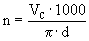 n = V_c · 1000 / π · d